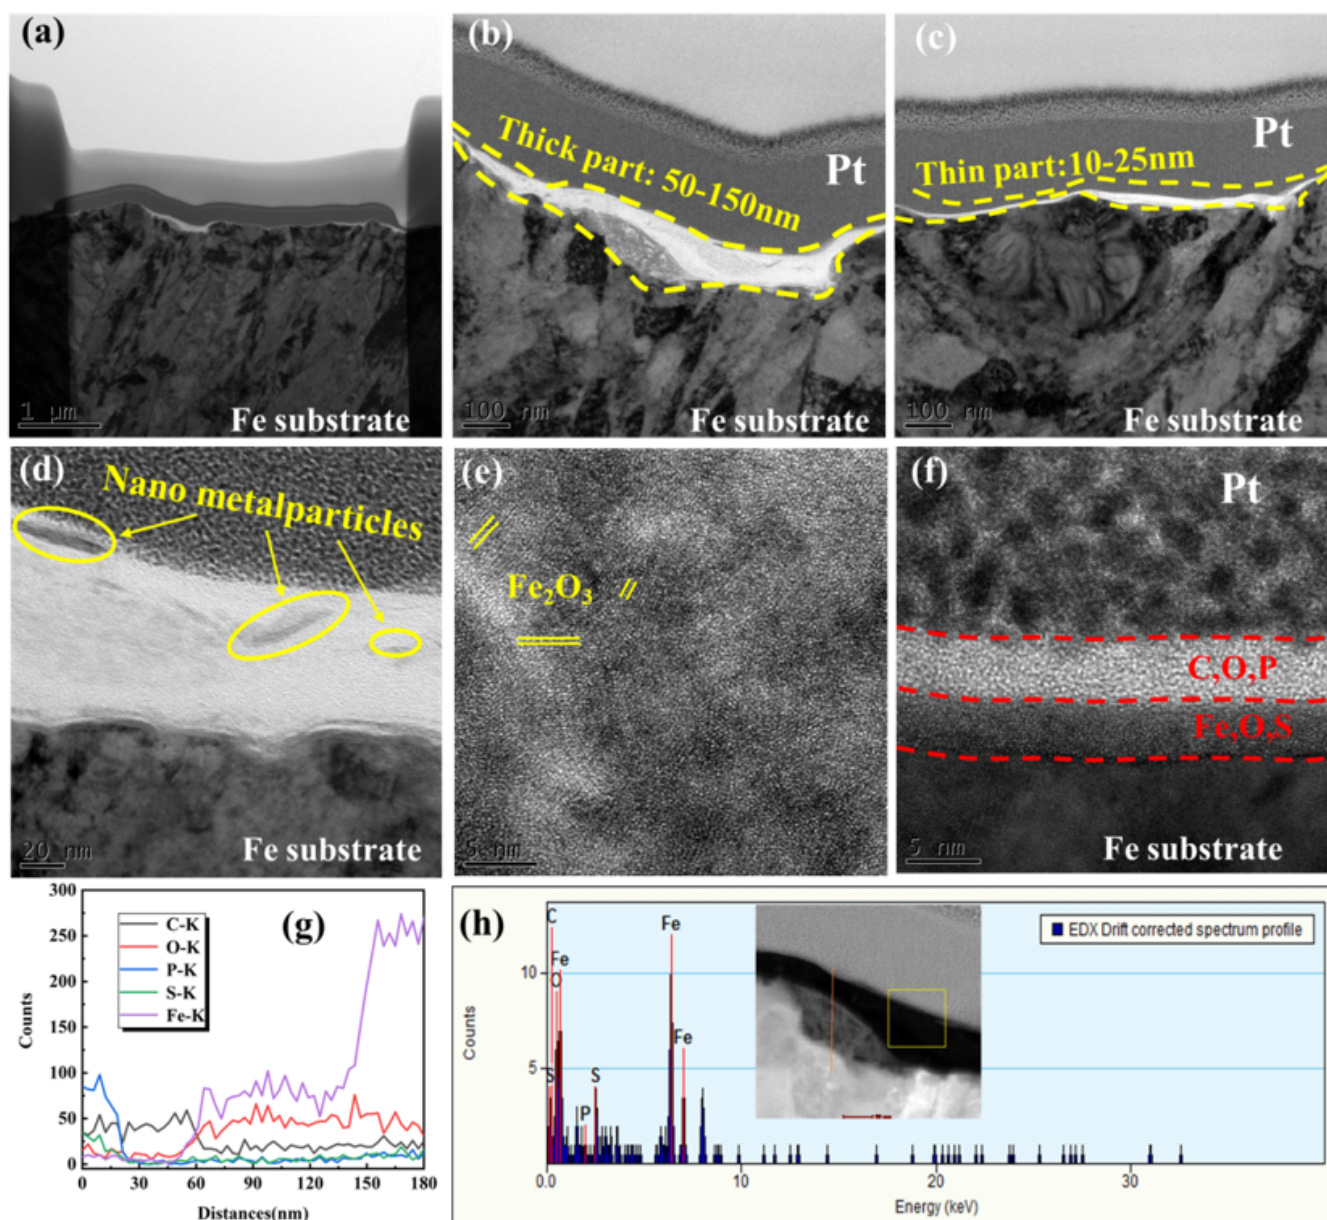 (a)
1 μm
Fe substrate
(b)
Thick part: 50-150nm
Pt
100 nm
Fe substrate
(c)
Pt
Thin part:10-25nm
100 nm
Fe substrate
(d)
Nano metalparticles
20 nm
Fe substrate
(e)
Fe2O3
5 nm
(f)
Pt
C,O,P
Fe,O,S
5 nm
Fe substrate
(g)
300
250
200
150
100
50
0
Counts
C-K
O-K
P-K
S-K
Fe-K
0 30 60 90 120 150 180
Distances(nm)
(h)
EDX Drift corrected spectrum profile
C
Fe
O
S
P
S
Fe
Fe
10
5
Counts
0.0 10 20 30
Energy (keV)